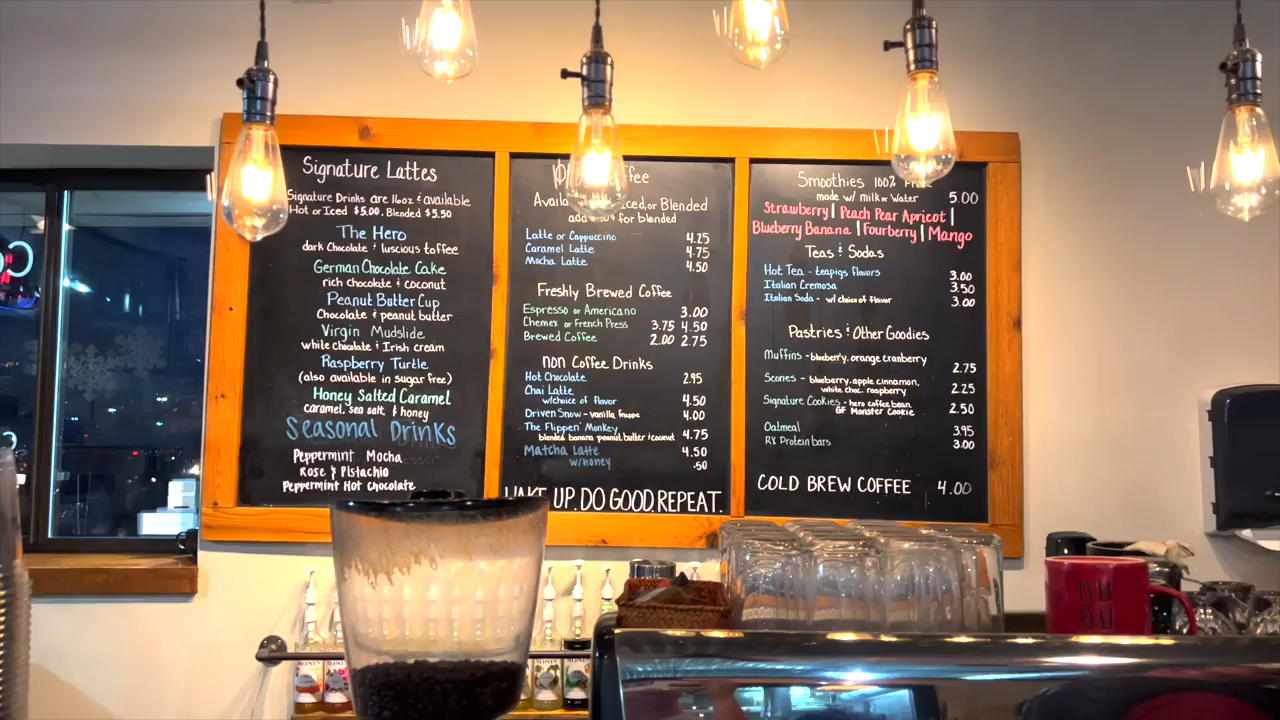 Signature Lattes
Signature Drinks are 16oz & available
Hot or Iced $5.00, Blended $5.50
The Hero
dark Chocolate & luscious toffee
German Chocolate Cake
rich chocolate & coconut
Peanut Butter Cup
Chocolate & peanut butter
Virgin Mudslide
white chocolate & Irish cream
Raspberry Turtle
(also available in sugar free)
Honey Salted Caramel
caramel, sea salt, & honey
Seasonal Drinks
Peppermint Mocha
Rose & Pistachio
Peppermint Hot Chocolate
Iced, or Blended
add for blended
Latte or Cappuccino 4.25
Caramel Latte 4.75
Mocha Latte 4.50
Freshly Brewed Coffee
Espresso or Americano 3.00
Chemex or French Press 3.75 4.50
Brewed Coffee 2.00 2.75
non Coffee Drinks
Hot Chocolate 2.95
Chai Latte
w/choice of flavor 4.50
Driven Snow - vanilla frappe 4.00
The Flippen' Monkey
blended banana peanut butter & coconut 4.75
Matcha Latte 4.50
w/honey .50
WAKE UP. DO GOOD. REPEAT.
Smoothies 100%
made w/ milk or Water 5.00
Strawberry | Peach Pear Apricot |
Blueberry Banana | Fourberry | Mango
Teas & Sodas
Hot Tea - teapigs flavors 3.00
Italian Cremosa 3.50
Italian Soda - w/ choice of flavor 3.00
Pastries & Other Goodies
Muffins - blueberry, orange cranberry 2.75
Scones - blueberry, apple cinnamon,
white choc. raspberry 2.25
Signature Cookies - hero coffee bean,
GF Monster Cookie 2.50
Oatmeal 3.95
RX Protein bars 3.00
COLD BREW COFFEE 4.00
MONIN